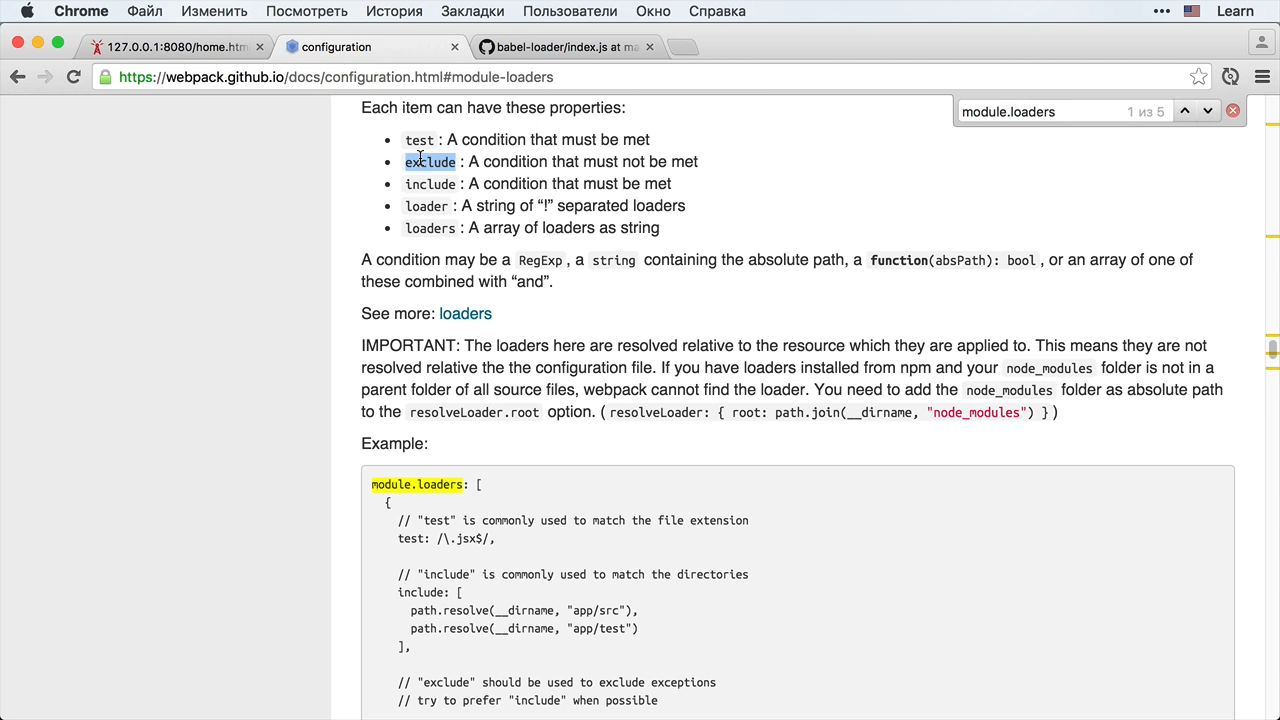 Chrome Файл Изменить Посмотреть История Закладки Пользователи Окно Справка ••• Learn
127.0.0.1:8080/home.htm configuration babel-loader/index.js at ma
https://webpack.github.io/docs/configuration.html#module-loaders
module.loaders 1 из 5
Each item can have these properties:
• test : A condition that must be met
• exclude : A condition that must not be met
• include : A condition that must be met
• loader : A string of “!” separated loaders
• loaders : A array of loaders as string
A condition may be a RegExp , a string containing the absolute path, a function(absPath): bool , or an array of one of
these combined with “and”.
See more: loaders
IMPORTANT: The loaders here are resolved relative to the resource which they are applied to. This means they are not
resolved relative the the configuration file. If you have loaders installed from npm and your node_modules folder is not in a
parent folder of all source files, webpack cannot find the loader. You need to add the node_modules folder as absolute path
to the resolveLoader.root option. ( resolveLoader: { root: path.join(__dirname, "node_modules") } )
Example:
module.loaders: [
{
// "test" is commonly used to match the file extension
test: /\.jsx$/,
// "include" is commonly used to match the directories
include: [
path.resolve(__dirname, "app/src"),
path.resolve(__dirname, "app/test")
],
// "exclude" should be used to exclude exceptions
// try to prefer "include" when possible